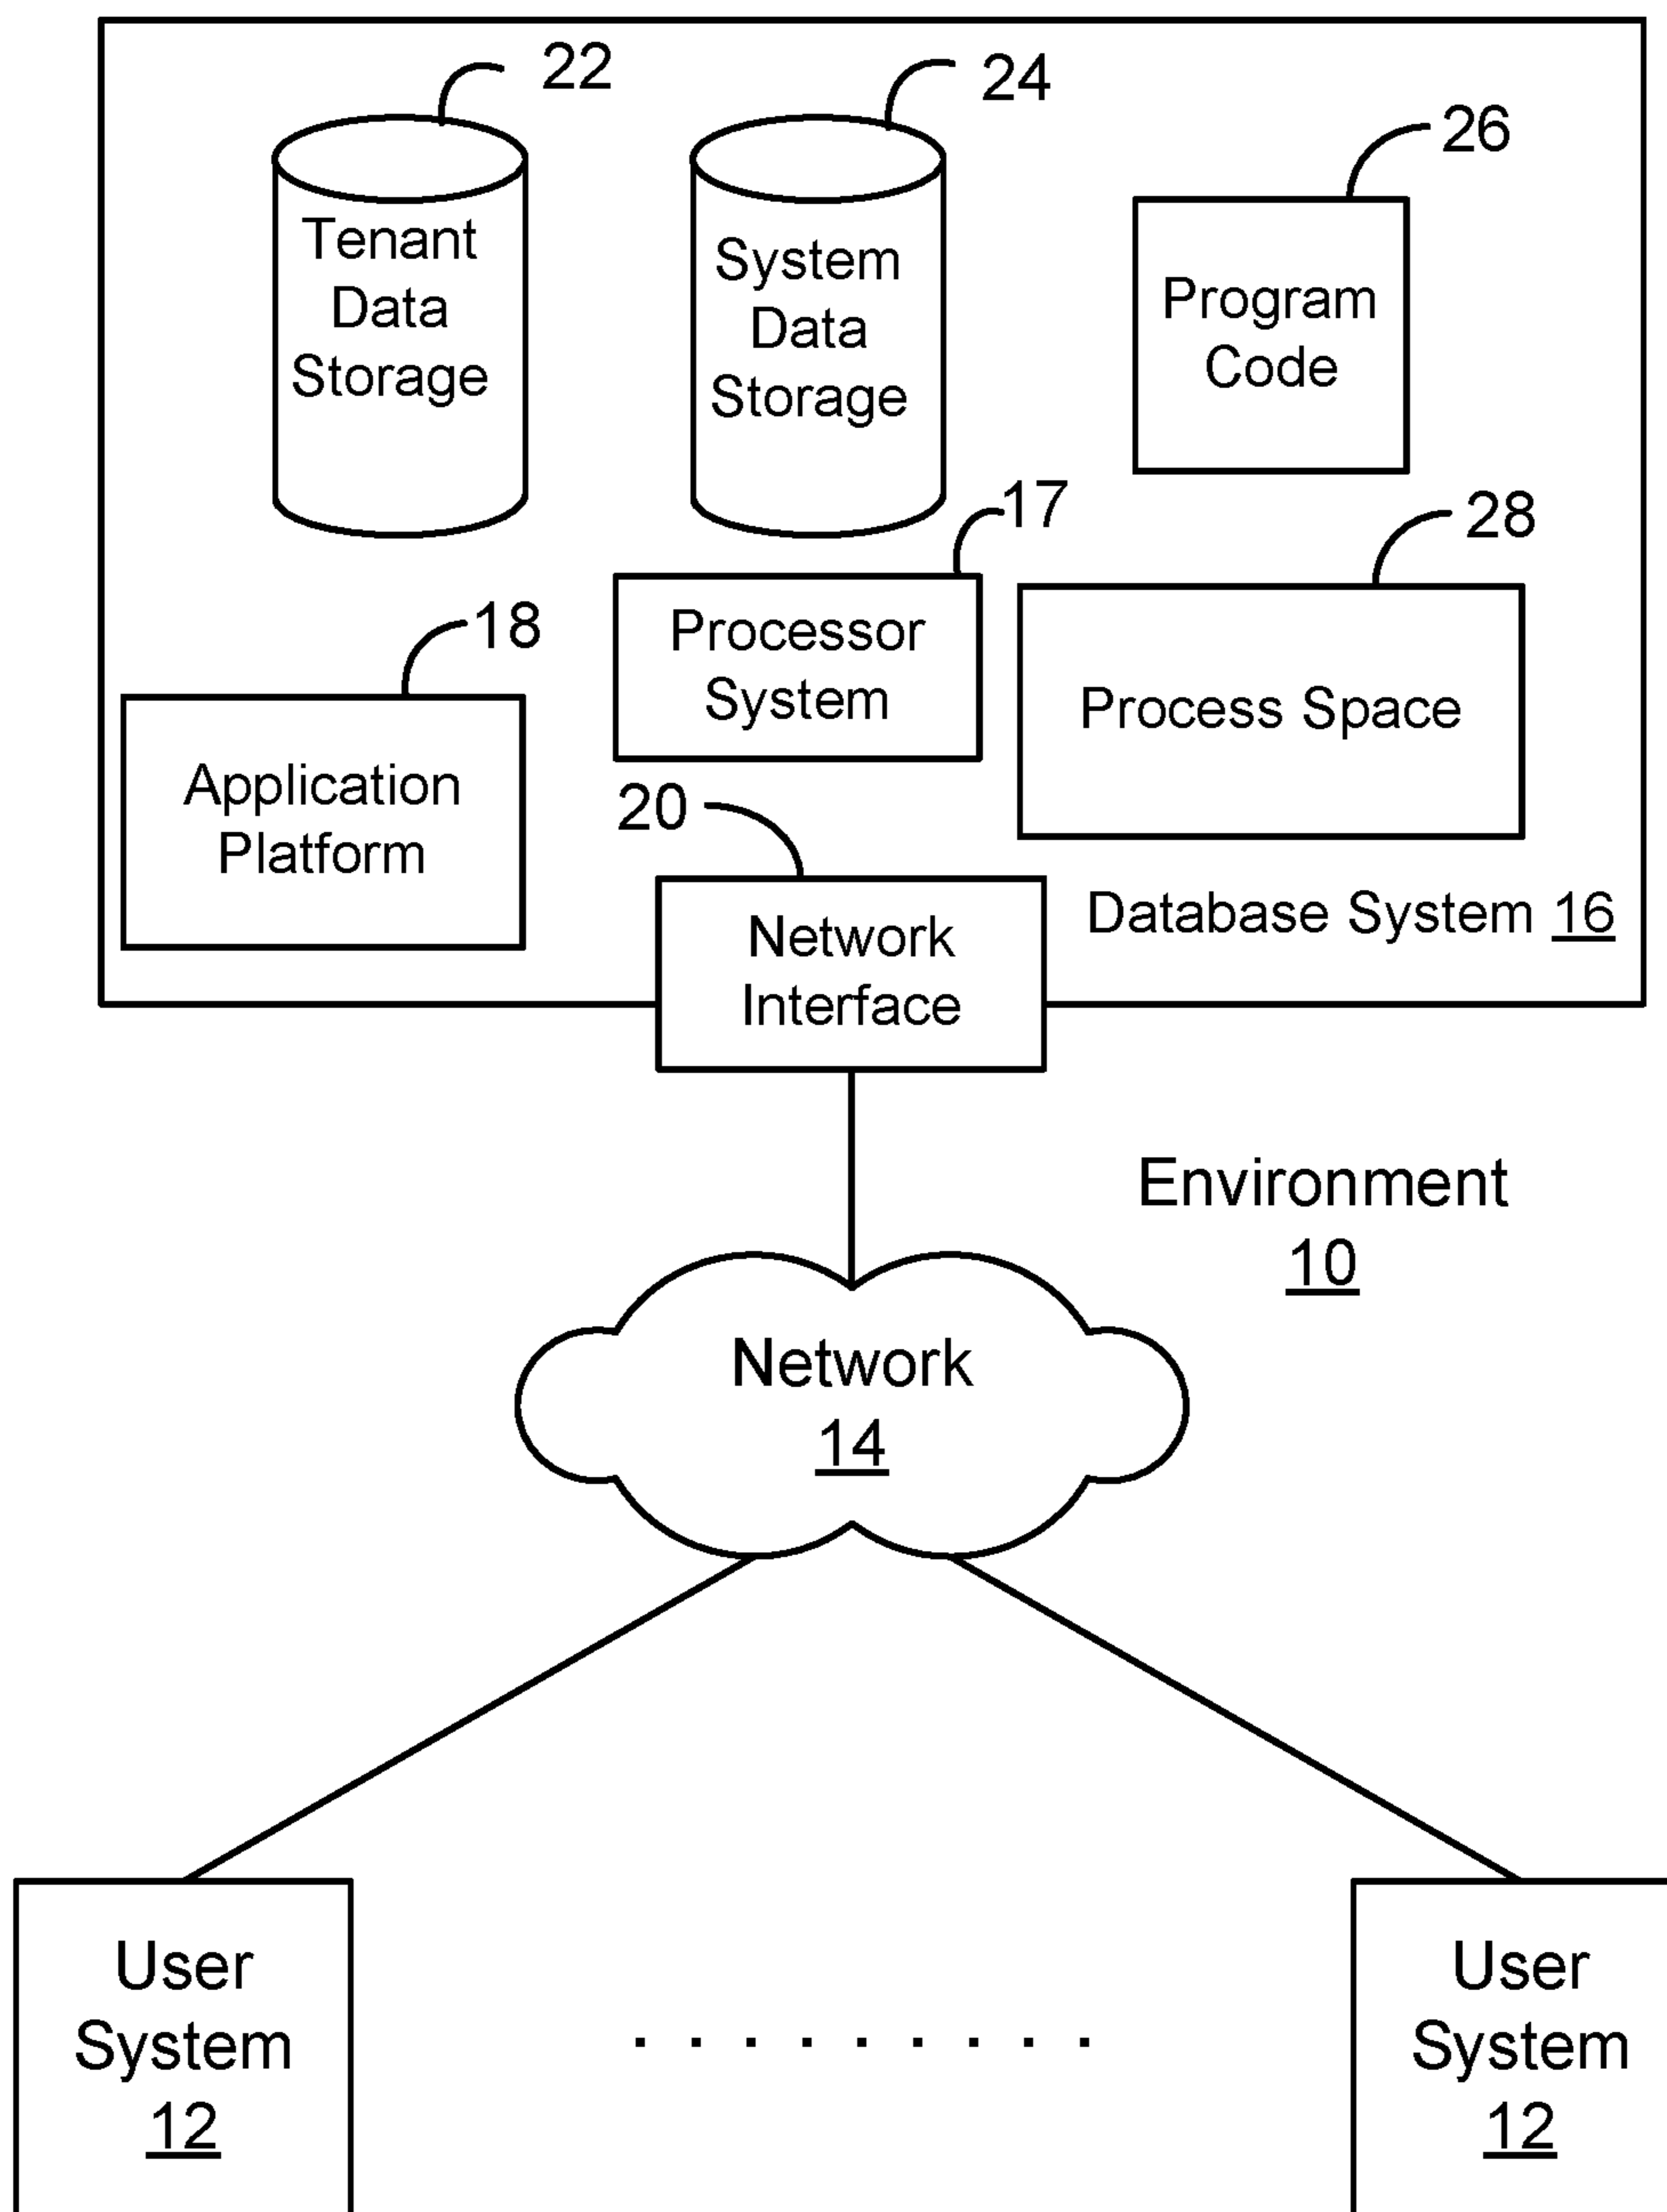 22
24
26
Tenant
Data
Storage
System
Data
Storage
Program
Code
17
28
18
Processor
System
Process Space
Application
Platform
20
Network
Interface
Database System 16
Environment
10
Network
14
User
System
12
. . . . . . . . .
User
System
12